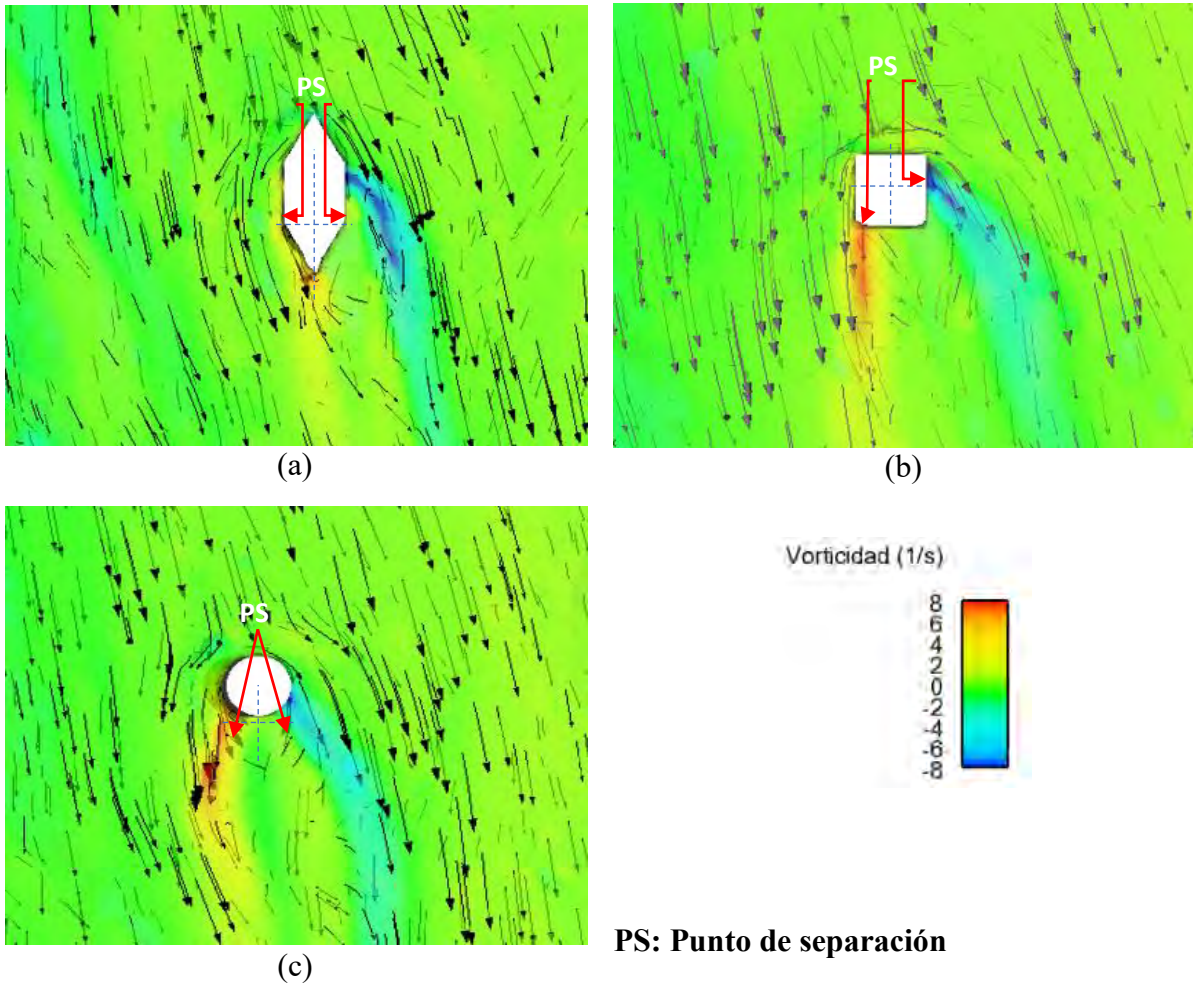 PS
PS
(a)
(b)
PS
Vorticidad (1/s)
8
6
4
2
0
-2
-4
-6
-8
PS: Punto de separación
(c)